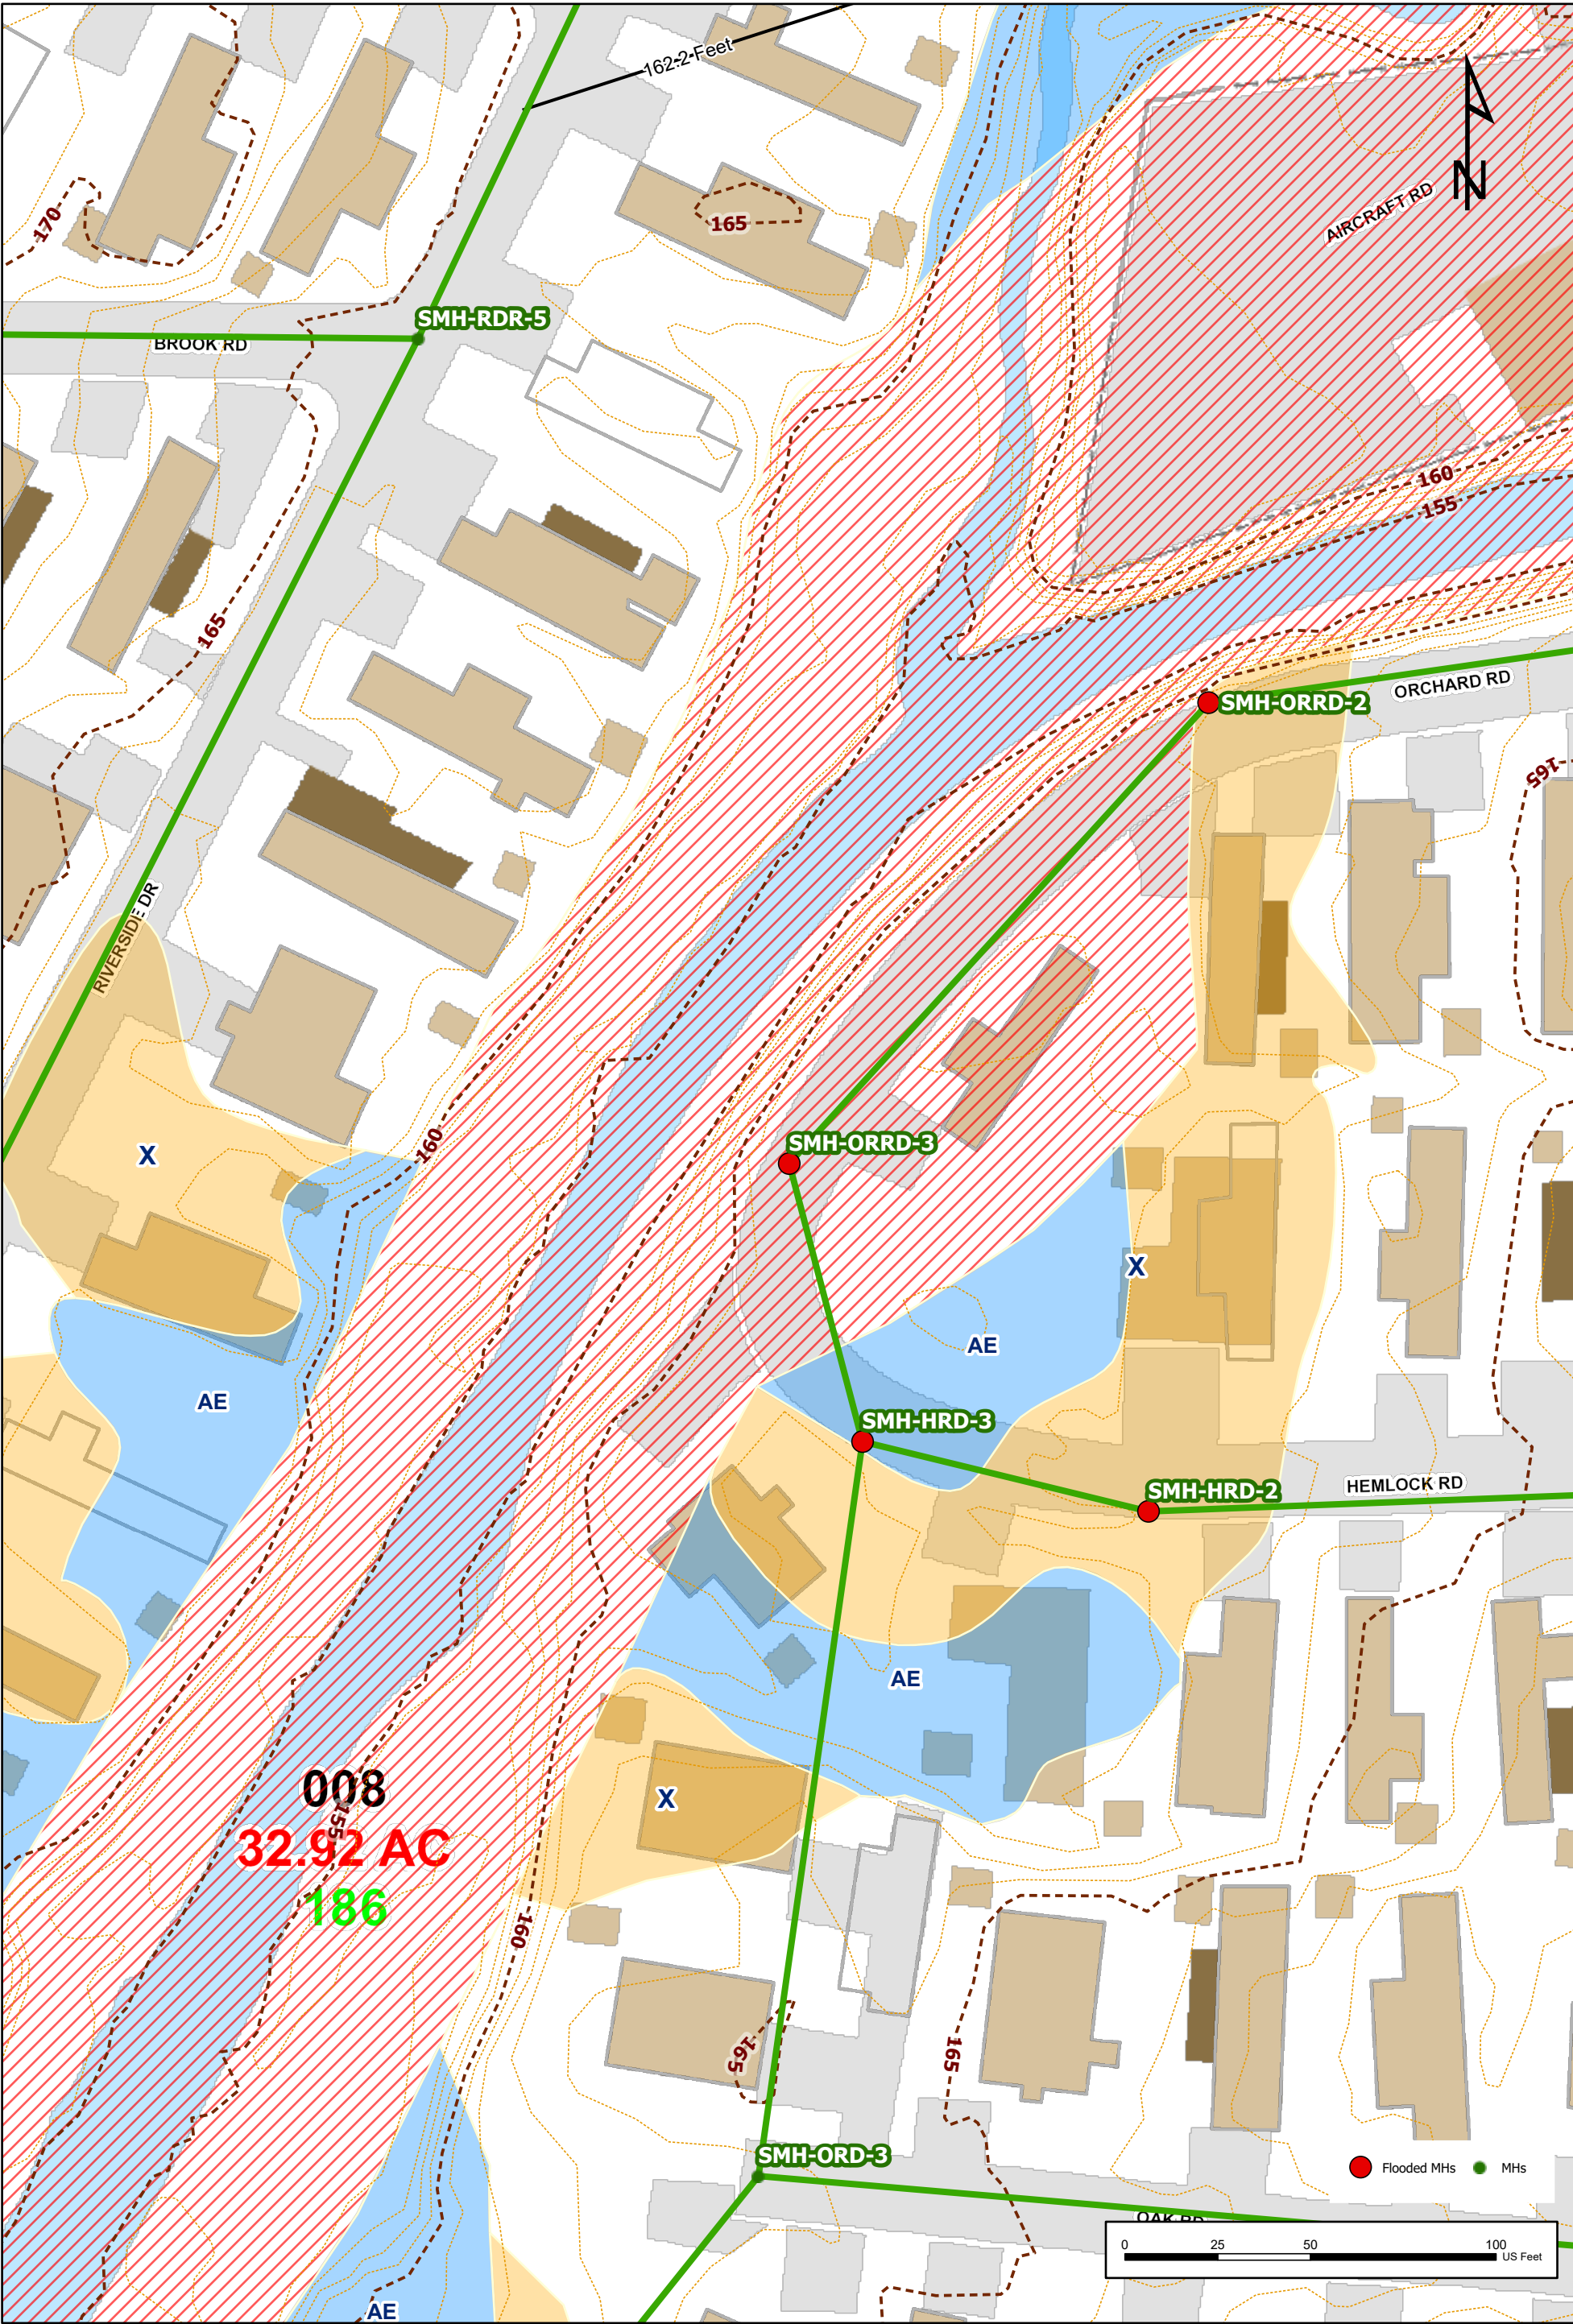 162.2 Feet
N
AIRCRAFT RD
170
165
SMH-RDR-5
BROOK RD
160
155
165
SMH-ORRD-2
ORCHARD RD
165
RIVERSIDE DR
160
X
SMH-ORRD-3
X
AE
AE
SMH-HRD-3
SMH-HRD-2
HEMLOCK RD
AE
X
008
155
32.92 AC
186
160
165
165
SMH-ORD-3
Flooded MHs
MHs
OAK RD
0 25 50 100
US Feet
AE